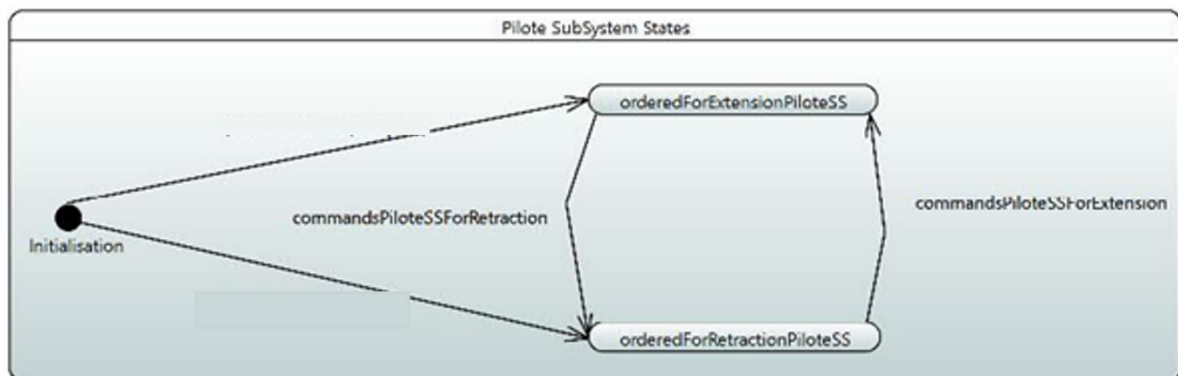 Pilote SubSystem States
orderedForExtensionPiloteSS
commandsPiloteSSForRetraction
commandsPiloteSSForExtension
Initialisation
orderedForRetractionPiloteSS